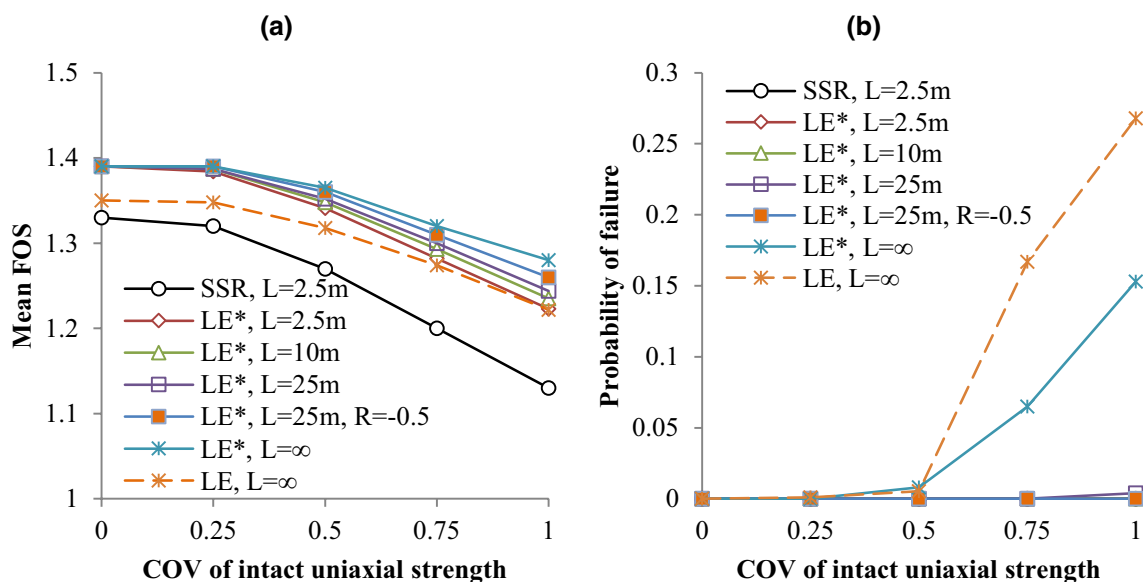 (a)
Mean FOS
1.5
1.4
1.3
1.2
1.1
1
SSR, L=2.5m
LE*, L=2.5m
LE*, L=10m
LE*, L=25m
LE*, L=25m, R=-0.5
LE*, L=∞
LE, L=∞
0 0.25 0.5 0.75 1
COV of intact uniaxial strength
(b)
Probability of failure
0.3
0.25
0.2
0.15
0.1
0.05
0
SSR, L=2.5m
LE*, L=2.5m
LE*, L=10m
LE*, L=25m
LE*, L=25m, R=-0.5
LE*, L=∞
LE, L=∞
0 0.25 0.5 0.75 1
COV of intact uniaxial strength